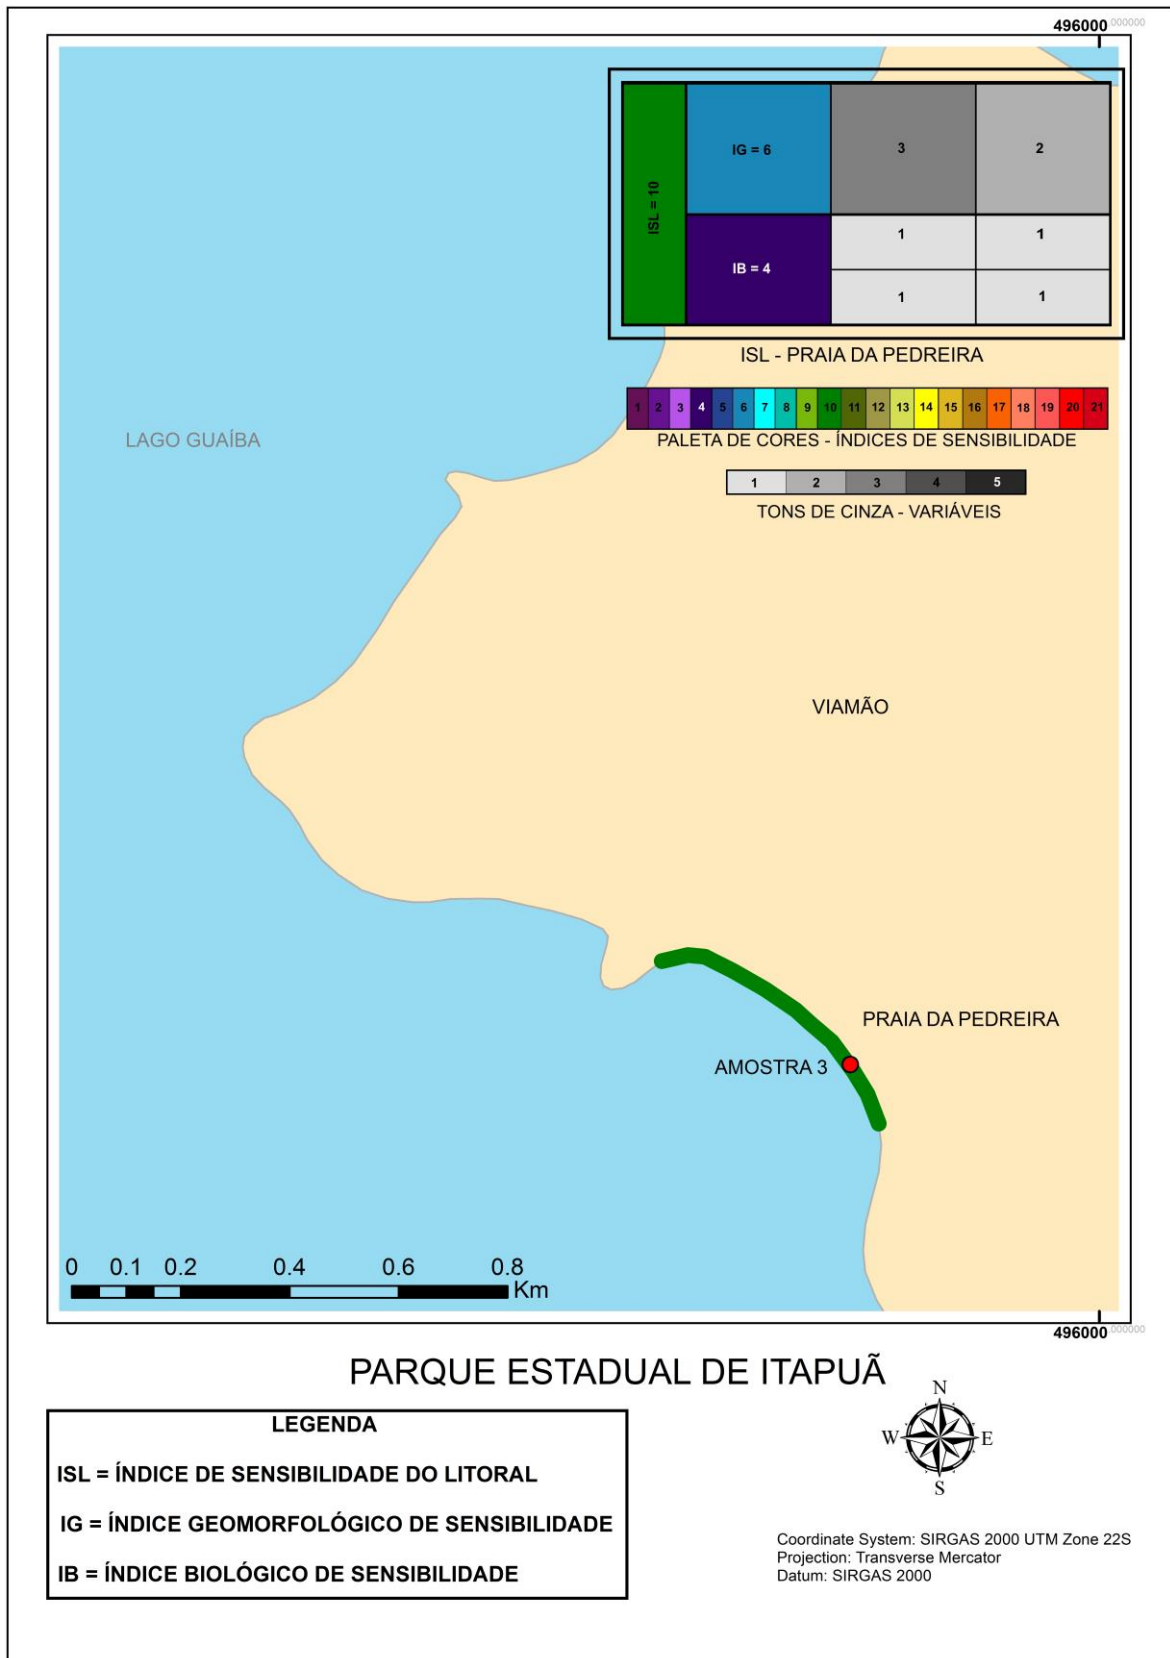 496000.000000
IG = 6
3
2
ISL = 10
IB = 4
1
1
1
1
ISL - PRAIA DA PEDREIRA
1 2 3 4 5 6 7 8 9 10 11 12 13 14 15 16 17 18 19 20 21
PALETA DE CORES - ÍNDICES DE SENSIBILIDADE
LAGO GUAÍBA
1 2 3 4 5
TONS DE CINZA - VARIÁVEIS
VIAMÃO
PRAIA DA PEDREIRA
AMOSTRA 3
0 0.1 0.2 0.4 0.6 0.8
Km
496000.000000
PARQUE ESTADUAL DE ITAPUÃ
LEGENDA
ISL = ÍNDICE DE SENSIBILIDADE DO LITORAL
IG = ÍNDICE GEOMORFOLÓGICO DE SENSIBILIDADE
IB = ÍNDICE BIOLÓGICO DE SENSIBILIDADE
N
W E
S
Coordinate System: SIRGAS 2000 UTM Zone 22S
Projection: Transverse Mercator
Datum: SIRGAS 2000